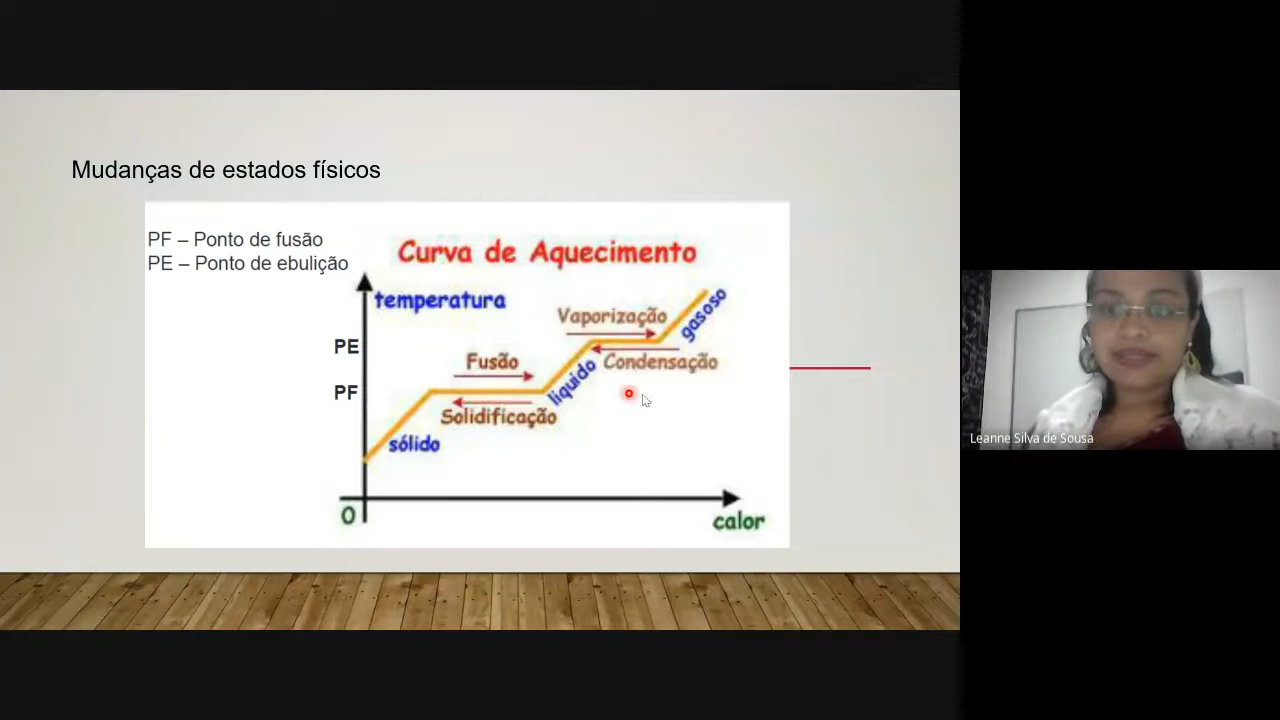 Mudanças de estados físicos
PF – Ponto de fusão
PE – Ponto de ebulição
Curva de Aquecimento
temperatura
Vaporização
gasoso
PE
Fusão
líquido
Condensação
PF
Solidificação
sólido
0
calor
Leanne Silva de Sousa